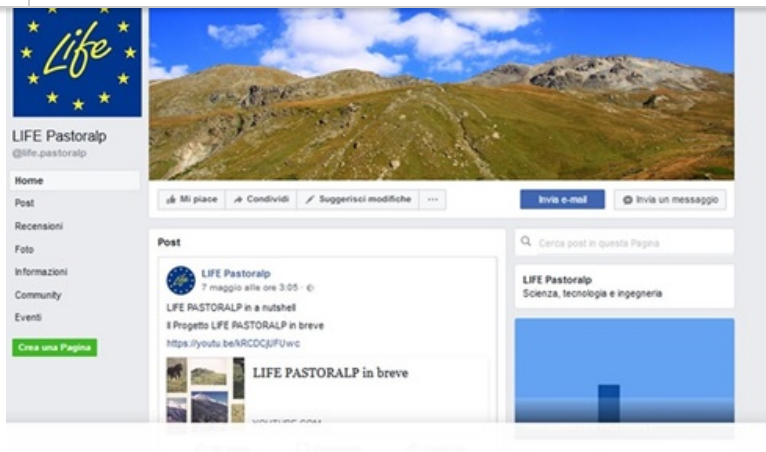 Life
LIFE Pastoralp
@life.pastoralp
Home
Post
Recensioni
Foto
Informazioni
Community
Eventi
Crea una Pagina
Mi piace
Condividi
Suggerisci modifiche
...
Invia e-mail
Invia un messaggio
Post
LIFE Pastoralp
7 maggio alle ore 3:05 ·
LIFE PASTORALP in a nutshell
Il Progetto LIFE PASTORALP in breve
https://youtu.be/kRCDCjUFUwc
LIFE PASTORALP in breve
YOUTUBE.COM
Cerca post in questa Pagina
LIFE Pastoralp
Scienza, tecnologia e ingegneria